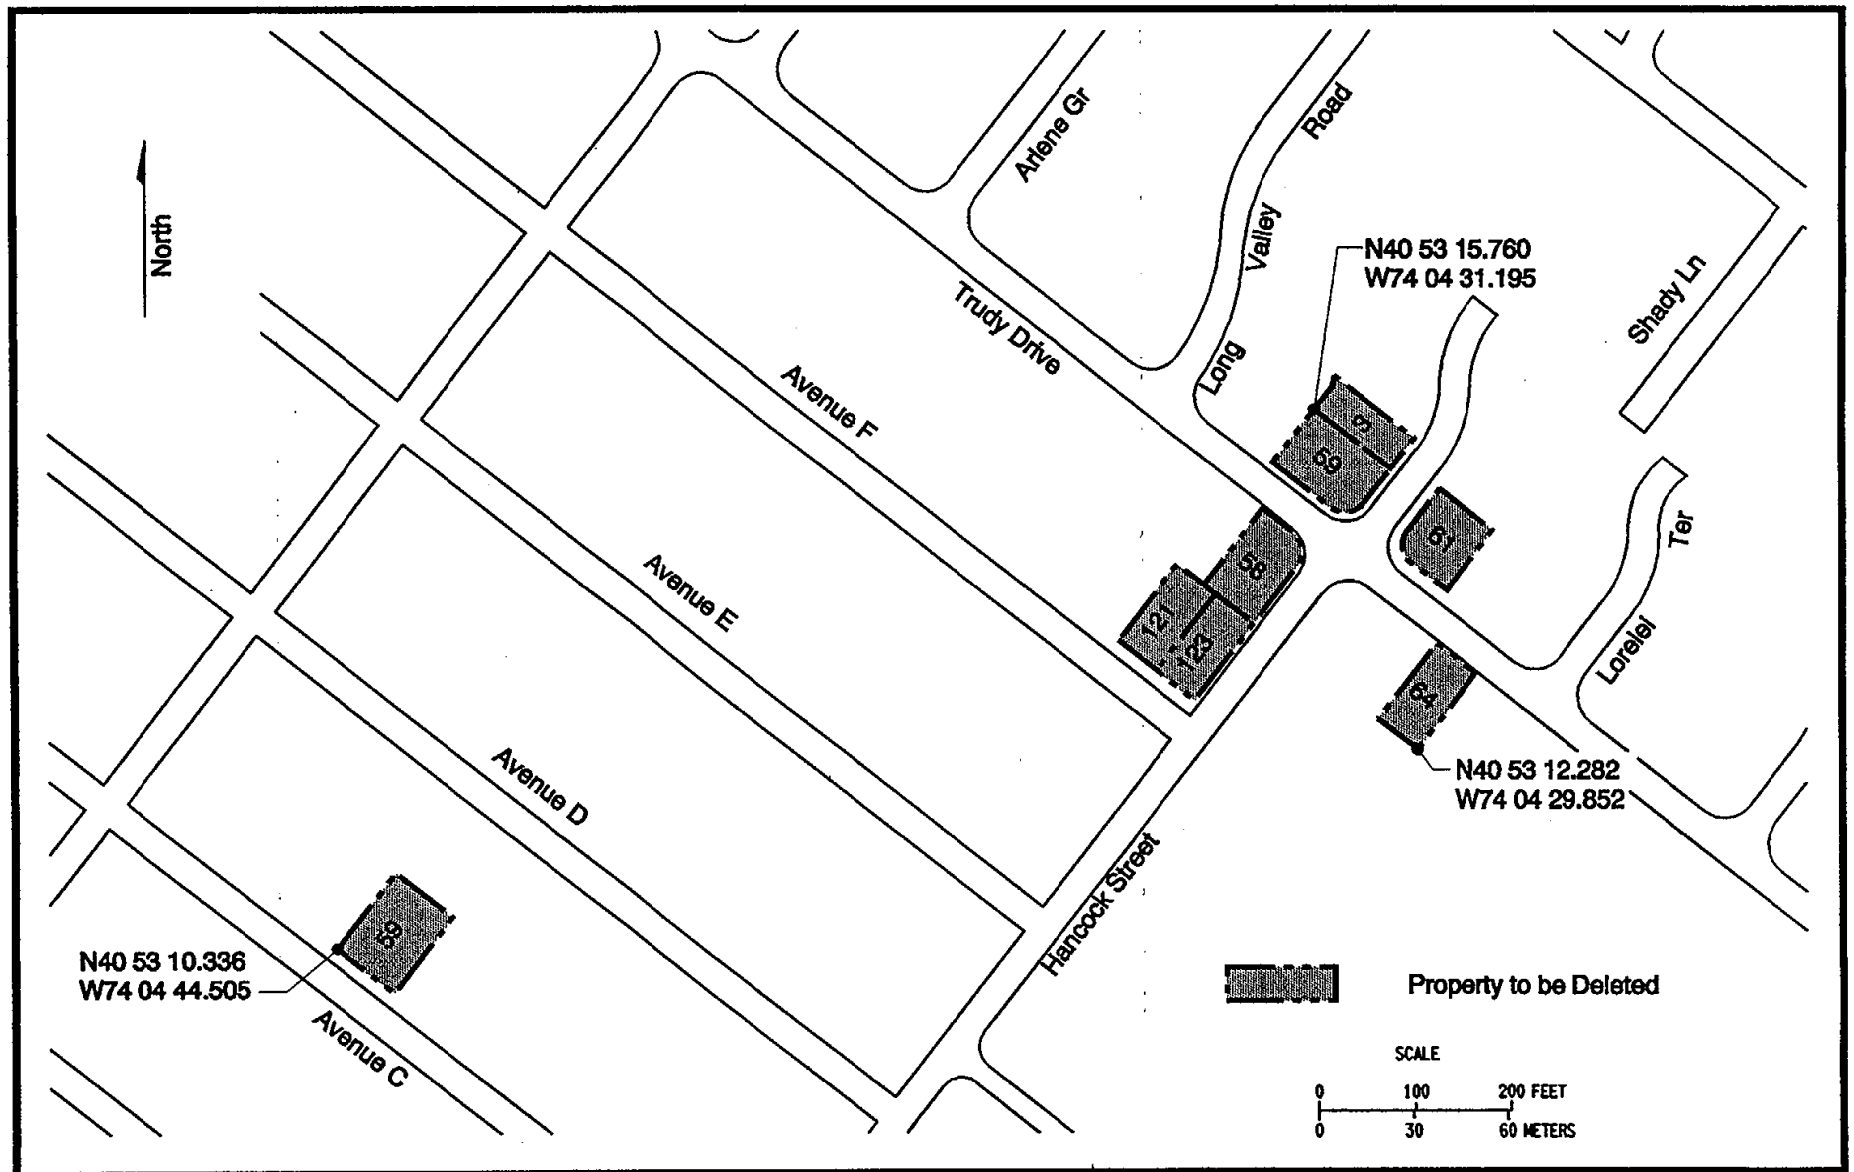 Arlene Gr
Road
North
Valley
N40 53 15.760
W74 04 31.195
Shady Ln
Trudy Drive
Long
Avenue F
9
59
Ter
61
58
Avenue E
121
123
Lorelei
64
N40 53 12.282
W74 04 29.852
Avenue D
Hancock Street
59
N40 53 10.336
W74 04 44.505
Property to be Deleted
Avenue C
SCALE
0 100 200 FEET
0 30 60 METERS